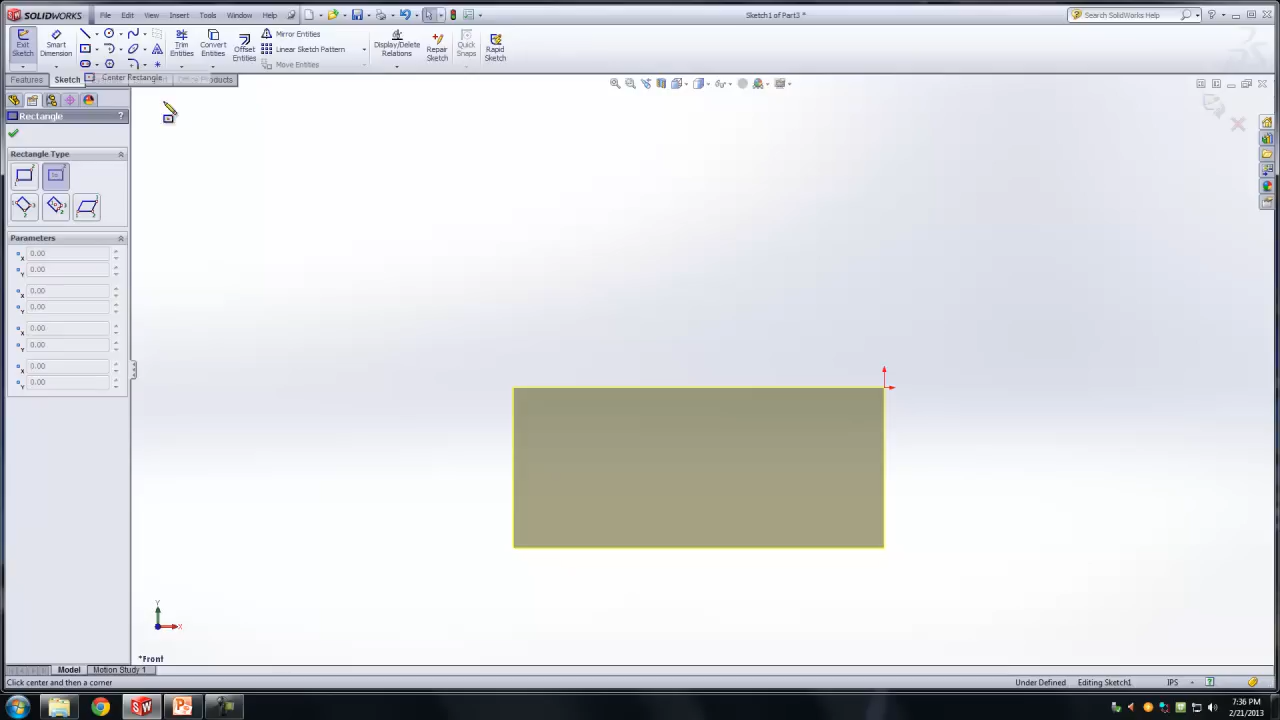 SOLIDWORKS File Edit View Insert Tools Window Help Sketch1 of Part3 * Search SolidWorks Help
Exit Sketch Smart Dimension Trim Entities Convert Entities Offset Entities Mirror Entities Linear Sketch Pattern Move Entities Display/Delete Relations Repair Sketch Quick Snaps Rapid Sketch
Features Sketch Center Rectangle Office Products
Rectangle ?
Rectangle Type
Parameters
0.00
0.00
0.00
0.00
0.00
0.00
0.00
0.00
Y
X
*Front
Model Motion Study 1
Click center and then a corner Under Defined Editing Sketch1 IPS
7:36 PM
2/21/2013